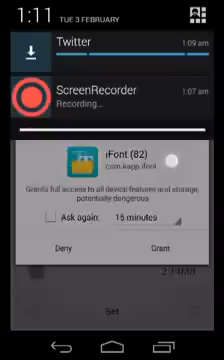 1:11 TUE 3 FEBRUARY
Twitter 1:09 am
ScreenRecorder 1:07 am
Recording...
iFont (82)
com.kapp.ifont
Grants full access to all device features and storage,
potentially dangerous
Ask again: 15 minutes
Deny Grant
Set